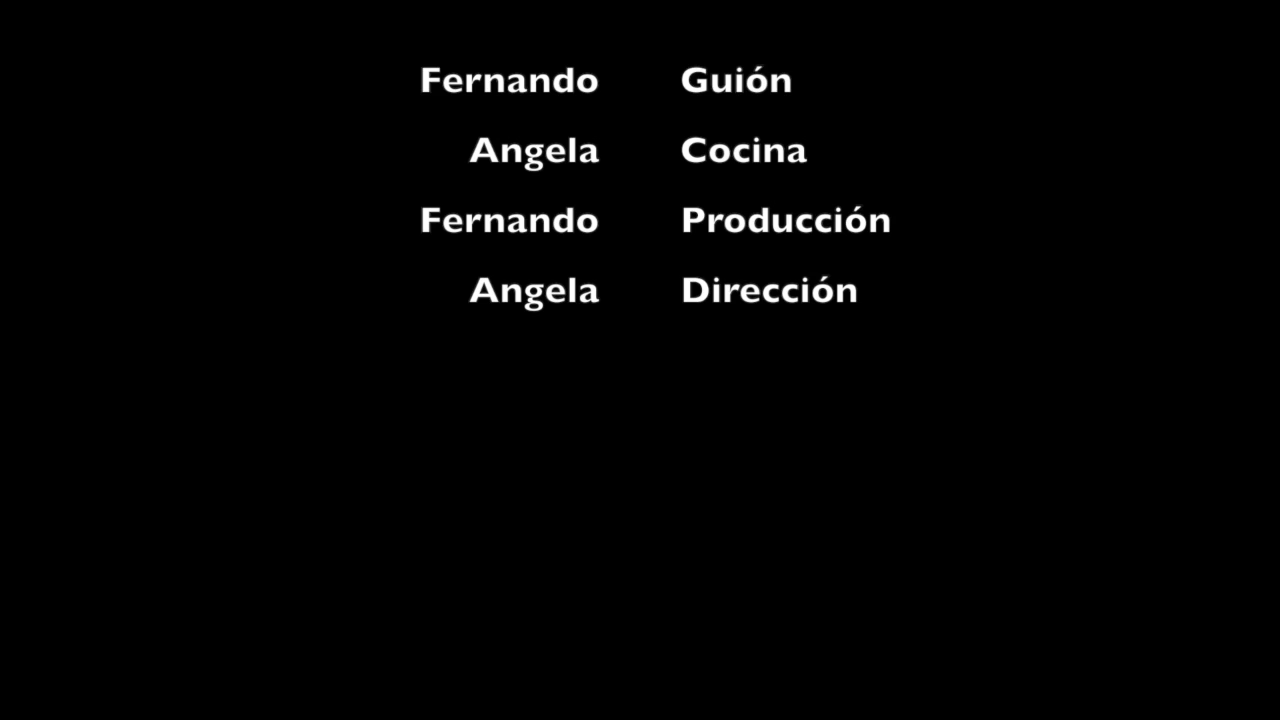 Fernando Guión
Angela Cocina
Fernando Producción
Angela Dirección